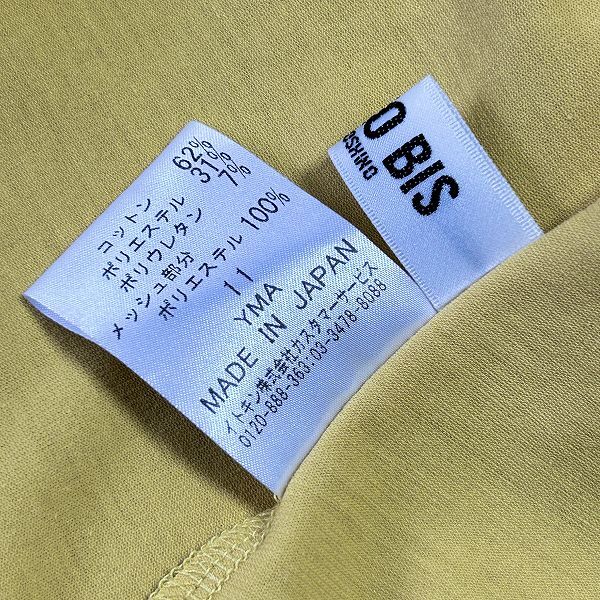 コットン 62%
ポリエステル 31%
ポリウレタン 7%
メッシュ部分
ポリエステル 100%
11
YMA
MADE IN JAPAN
イトキン株式会社カスタマーサービス
0120-888-363:03-3478-8088
O BIS
OSHINO